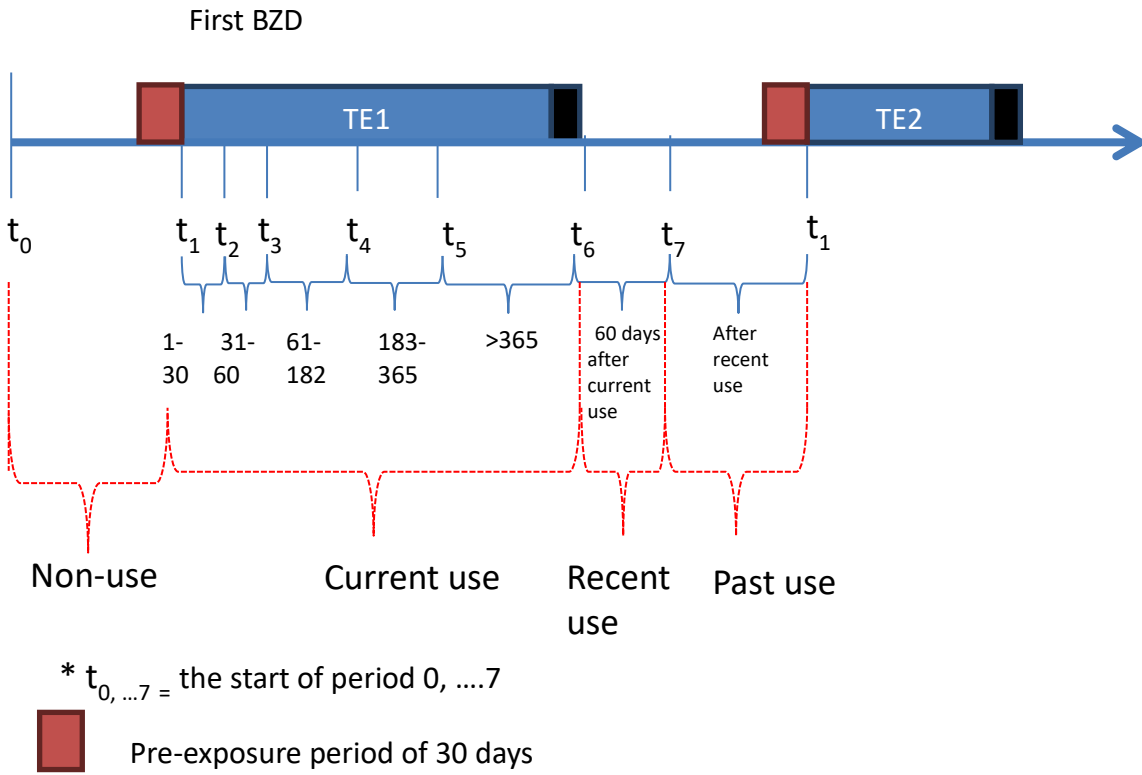 First BZD
TE1
TE2
t0
t1
t2
t3
t4
t5
t6
t7
t1
1-
30
31-
60
61-
182
183-
365
>365
60 days
after
current
use
After
recent
use
Non-use
Current use
Recent
use
Past use
* t0, ...7 = the start of period 0, ....7
Pre-exposure period of 30 days